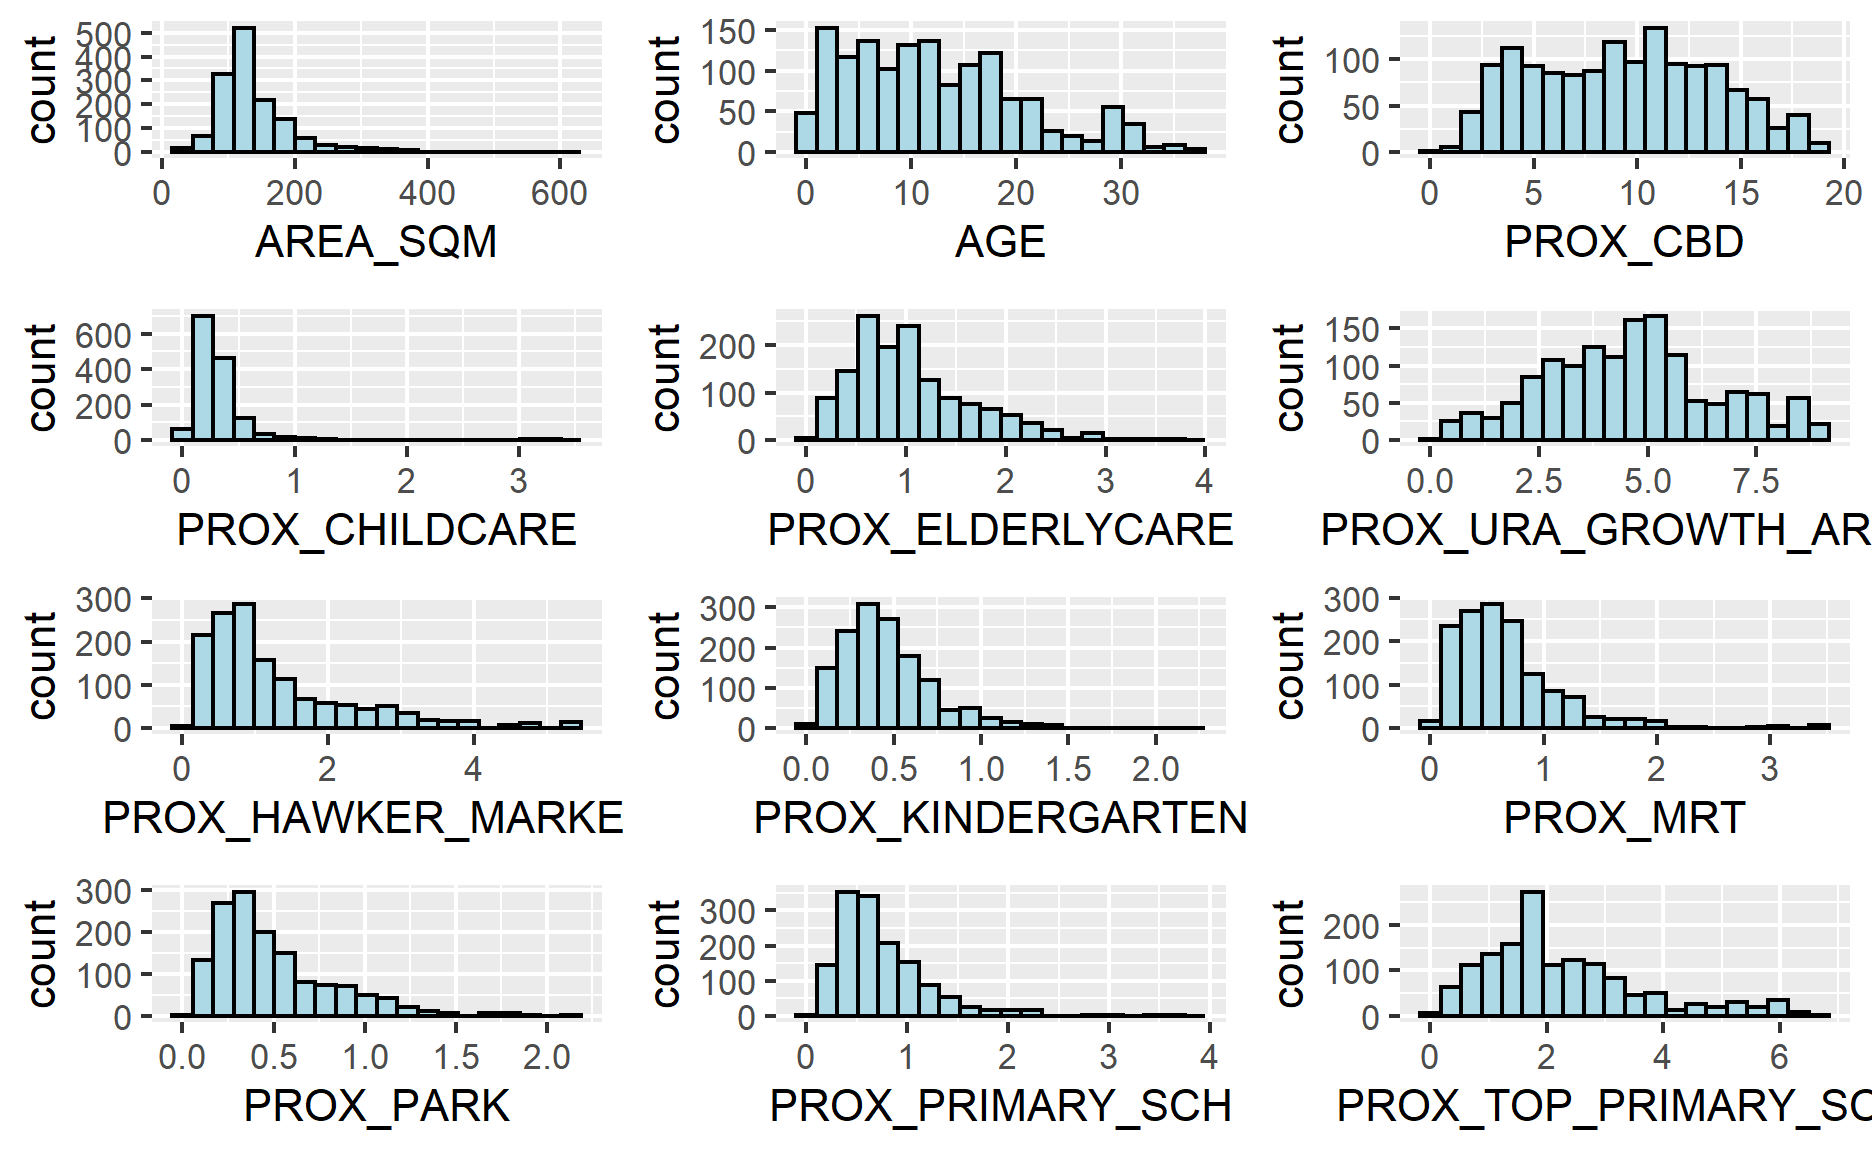 count
500
400
300
200
100
0
0 200 400 600
AREA_SQM
count
150
100
50
0
0 10 20 30
AGE
count
100
50
0
0 5 10 15 20
PROX_CBD
count
600
400
200
0
0 1 2 3
PROX_CHILDCARE
count
200
100
0
0 1 2 3 4
PROX_ELDERLYCARE
count
150
100
50
0
0.0 2.5 5.0 7.5
PROX_URA_GROWTH_AR
count
300
200
100
0
0 2 4
PROX_HAWKER_MARKE
count
300
200
100
0
0.0 0.5 1.0 1.5 2.0
PROX_KINDERGARTEN
count
300
200
100
0
0 1 2 3
PROX_MRT
count
300
200
100
0
0.0 0.5 1.0 1.5 2.0
PROX_PARK
count
300
200
100
0
0 1 2 3 4
PROX_PRIMARY_SCH
count
200
100
0
0 2 4 6
PROX_TOP_PRIMARY_SC